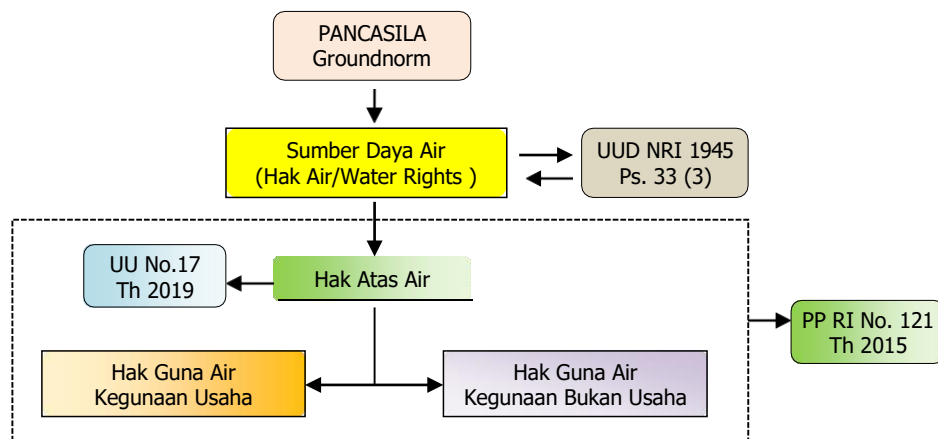 PANCASILA
Groundnorm
Sumber Daya Air
(Hak Air/Water Rights )
UUD NRI 1945
Ps. 33 (3)
UU No.17
Th 2019
Hak Atas Air
PP RI No. 121
Th 2015
Hak Guna Air
Kegunaan Usaha
Hak Guna Air
Kegunaan Bukan Usaha